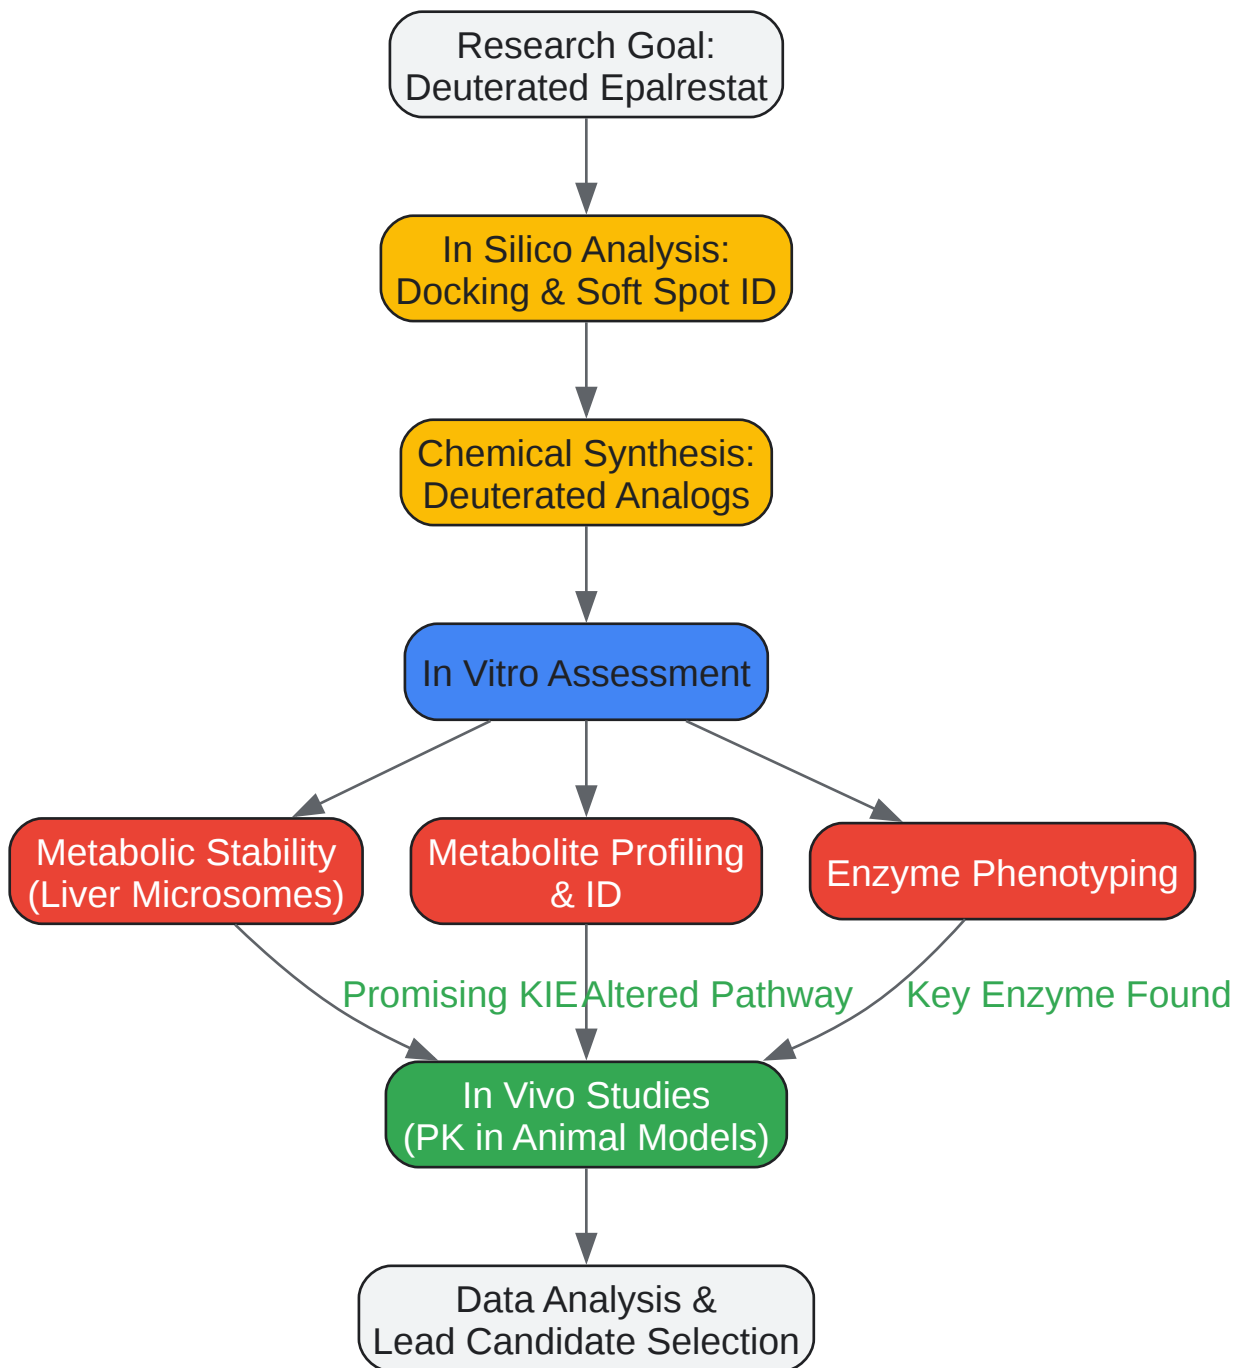 Research Goal:
Deuterated Epalrestat
In Silico Analysis:
Docking & Soft Spot ID
Chemical Synthesis:
Deuterated Analogs
In Vitro Assessment
Metabolic Stability
(Liver Microsomes)
Metabolite Profiling
& ID
Enzyme Phenotyping
Promising KIE
Altered Pathway
Key Enzyme Found
In Vivo Studies
(PK in Animal Models)
Data Analysis &
Lead Candidate Selection